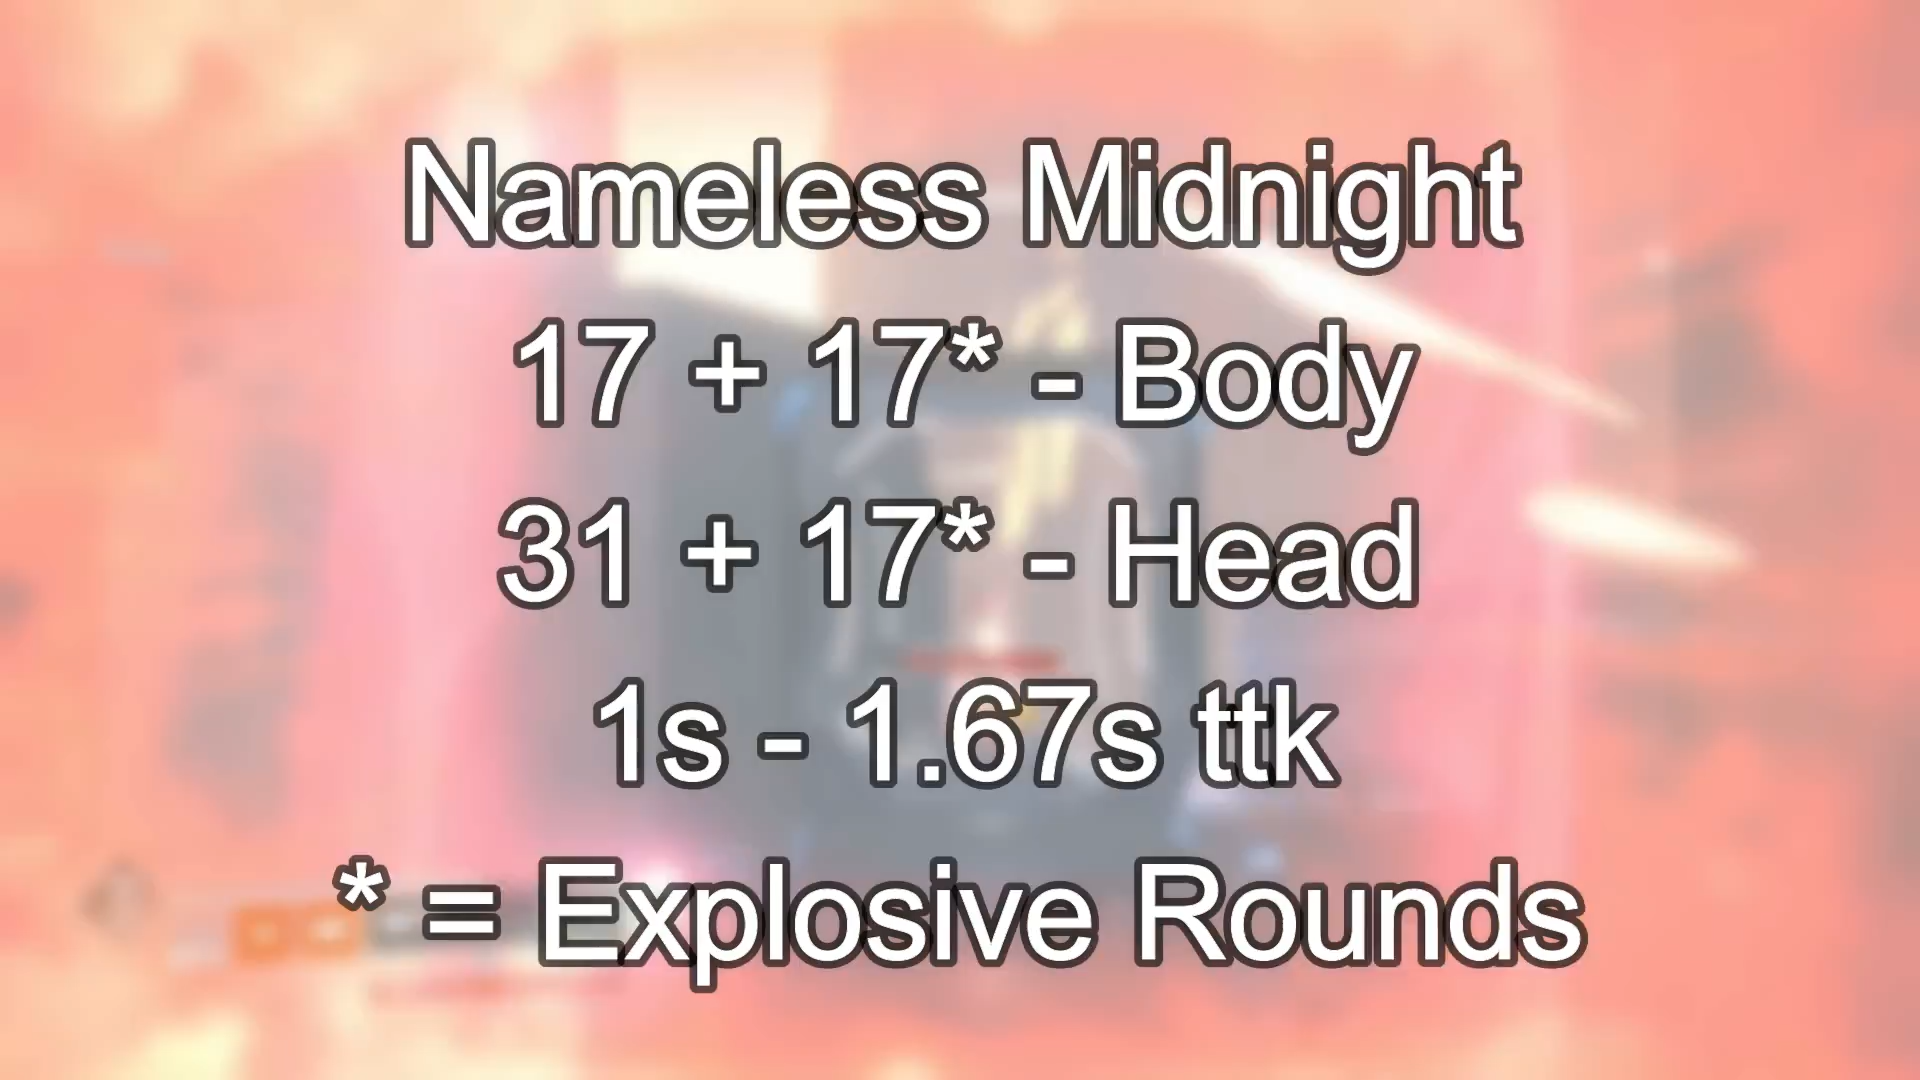 Nameless Midnight
17 + 17* - Body
31 + 17* - Head
1s - 1.67s ttk
* = Explosive Rounds